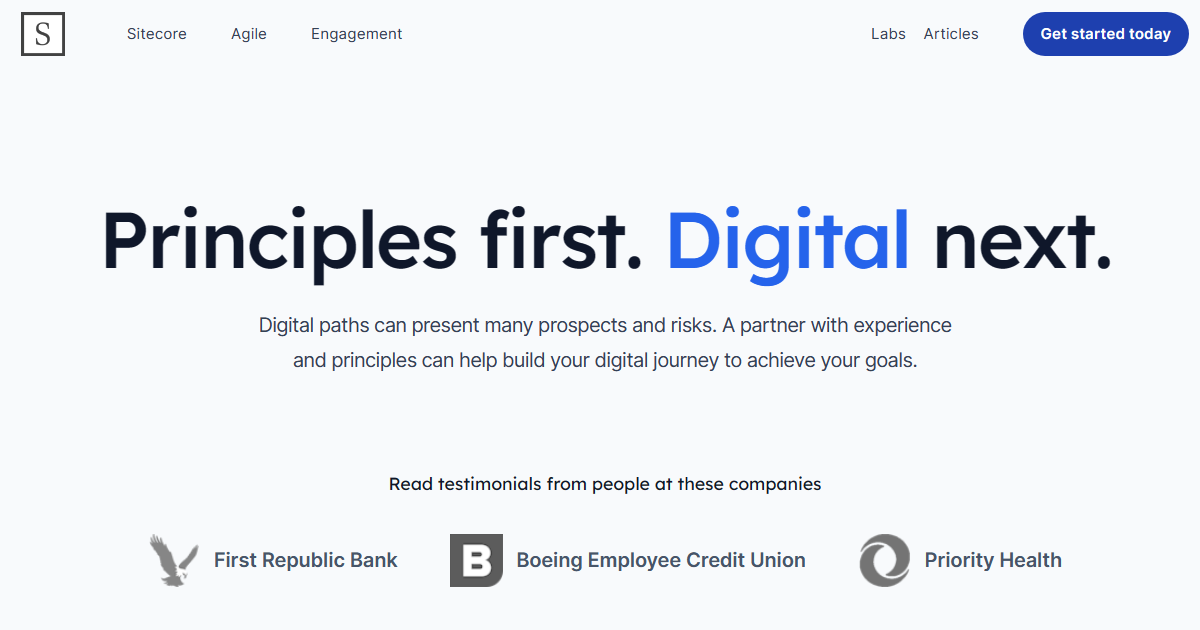 S
Sitecore
Agile
Engagement
Labs
Articles
Get started today
Principles first. Digital next.
Digital paths can present many prospects and risks. A partner with experience
and principles can help build your digital journey to achieve your goals.
Read testimonials from people at these companies
First Republic Bank
B
Boeing Employee Credit Union
Priority Health